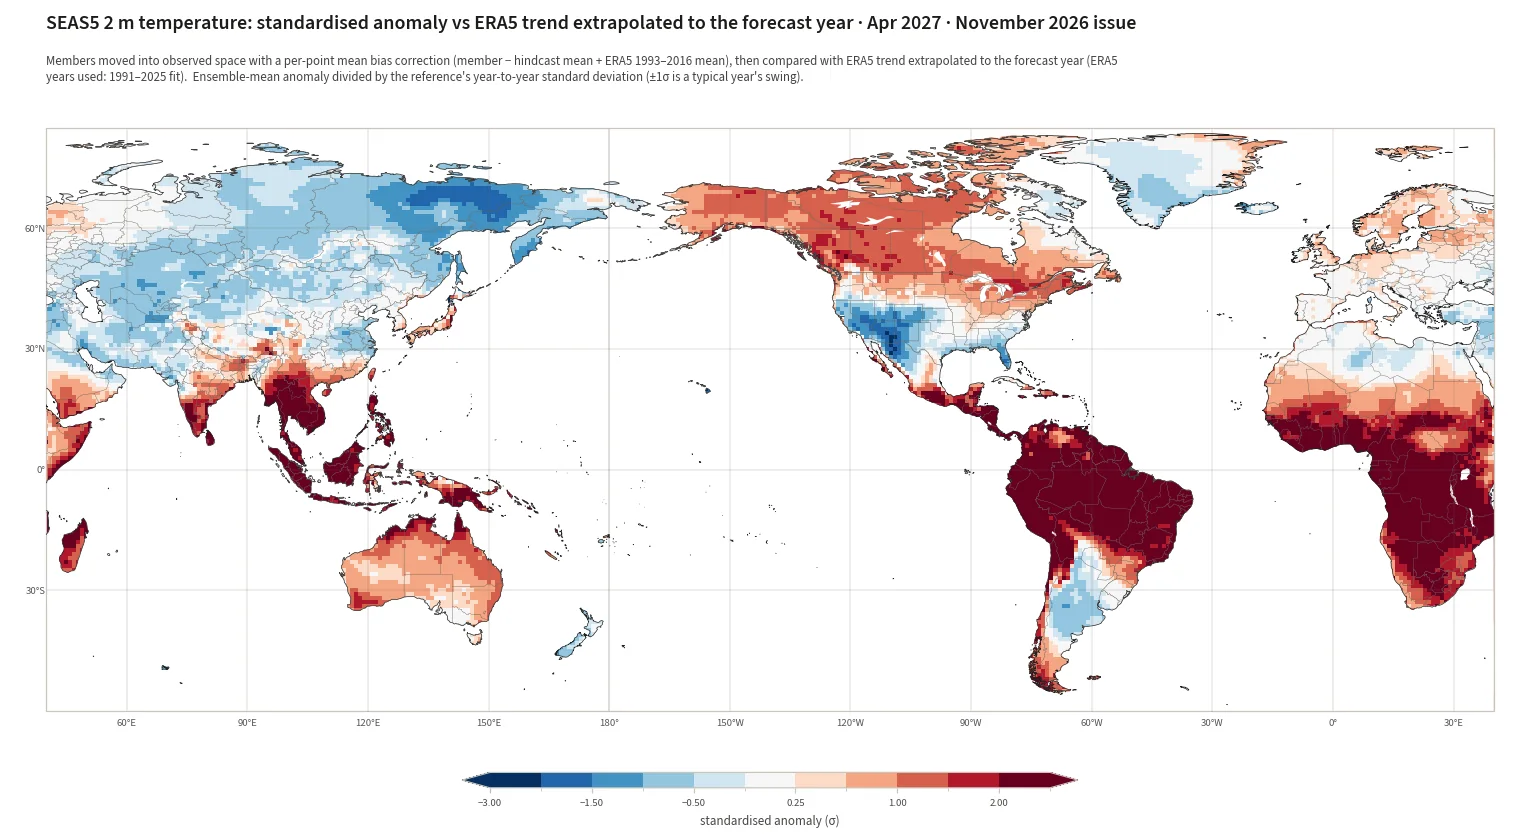 SEAS5 2 m temperature: standardised anomaly vs ERA5 trend extrapolated to the forecast year · Apr 2027 · November 2026 issue
Members moved into observed space with a per-point mean bias correction (member − hindcast mean + ERA5 1993–2016 mean), then compared with ERA5 trend extrapolated to the forecast year (ERA5
years used: 1991–2025 fit). Ensemble-mean anomaly divided by the reference's year-to-year standard deviation (±1σ is a typical year's swing).
60°N
30°N
0°
30°S
60°E 90°E 120°E 150°E 180° 150°W 120°W 90°W 60°W 30°W 0° 30°E
−3.00 −1.50 −0.50 0.25 1.00 2.00
standardised anomaly (σ)